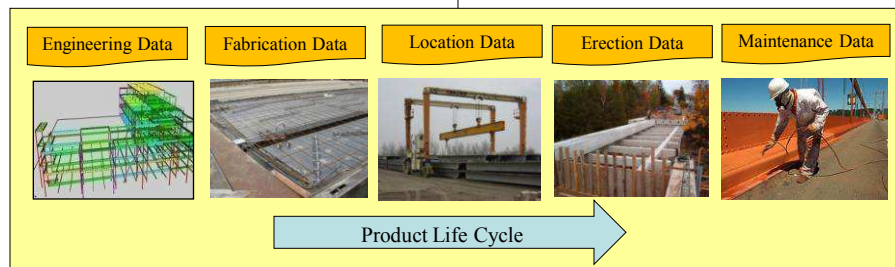 Engineering Data
Fabrication Data
Location Data
Erection Data
Maintenance Data
Product Life Cycle